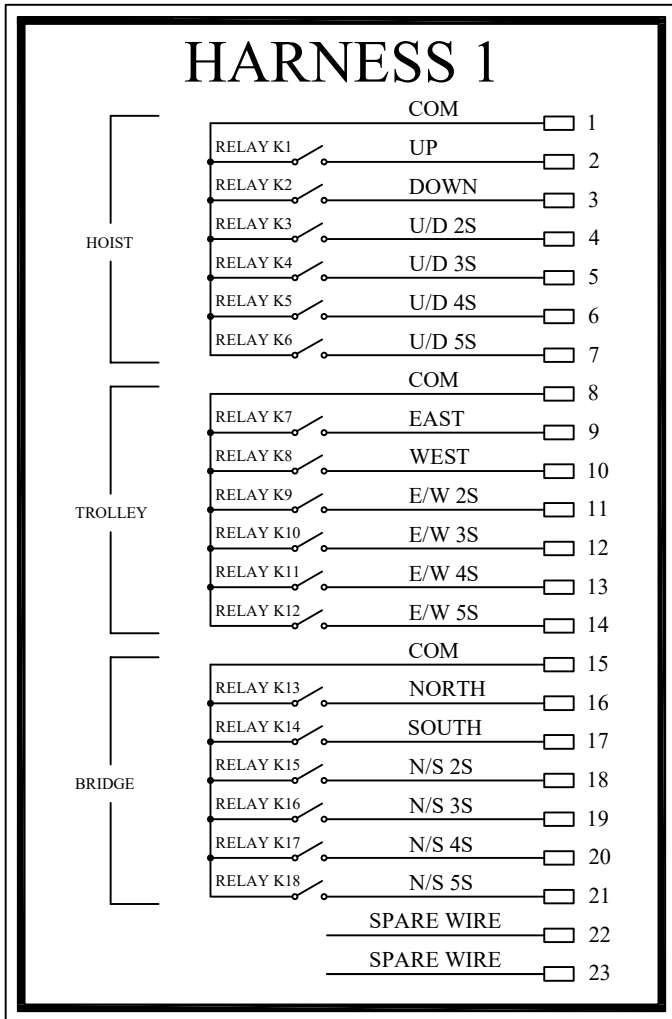 HARNESS 1
COM 1
RELAY K1 UP 2
RELAY K2 DOWN 3
RELAY K3 U/D 2S 4
HOIST
RELAY K4 U/D 3S 5
RELAY K5 U/D 4S 6
RELAY K6 U/D 5S 7
COM 8
RELAY K7 EAST 9
RELAY K8 WEST 10
RELAY K9 E/W 2S 11
TROLLEY
RELAY K10 E/W 3S 12
RELAY K11 E/W 4S 13
RELAY K12 E/W 5S 14
COM 15
RELAY K13 NORTH 16
RELAY K14 SOUTH 17
RELAY K15 N/S 2S 18
BRIDGE
RELAY K16 N/S 3S 19
RELAY K17 N/S 4S 20
RELAY K18 N/S 5S 21
SPARE WIRE 22
SPARE WIRE 23